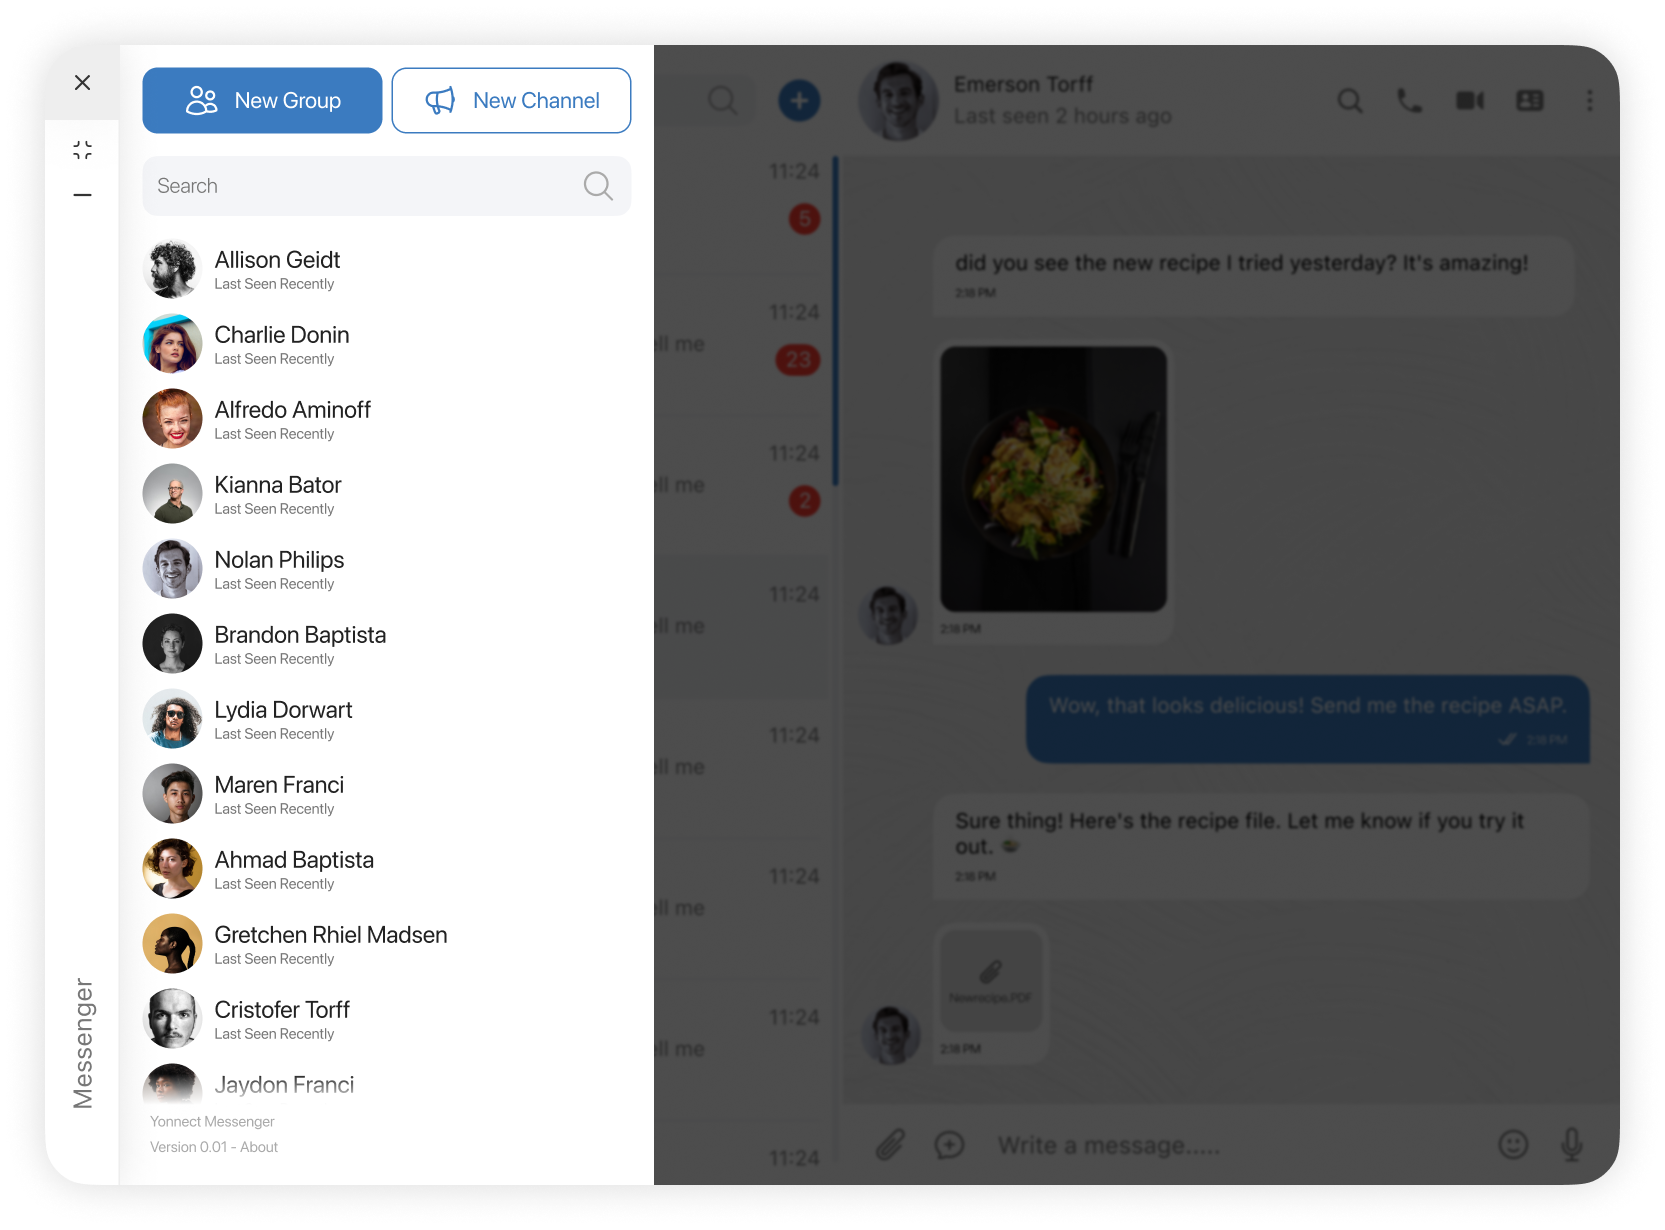 Messenger
New Group
New Channel
Search
Allison Geidt
Last Seen Recently
Charlie Donin
Last Seen Recently
Alfredo Aminoff
Last Seen Recently
Kianna Bator
Last Seen Recently
Nolan Philips
Last Seen Recently
Brandon Baptista
Last Seen Recently
Lydia Dorwart
Last Seen Recently
Maren Franci
Last Seen Recently
Ahmad Baptista
Last Seen Recently
Gretchen Rhiel Madsen
Last Seen Recently
Cristofer Torff
Last Seen Recently
Jaydon Franci
Yonnect Messenger
Version 0.01 - About
11:24
5
11:24
ell me
23
11:24
ell me
2
11:24
ell me
11:24
ell me
11:24
ell me
11:24
ell me
11:24
Emerson Torff
Last seen 2 hours ago
did you see the new recipe I tried yesterday? It's amazing!
2:18 PM
2:18 PM
Wow, that looks delicious! Send me the recipe ASAP.
2:18 PM
Sure thing! Here's the recipe file. Let me know if you try it
out. 🥗
2:18 PM
Newrecipe.PDF
2:18 PM
Write a message.....